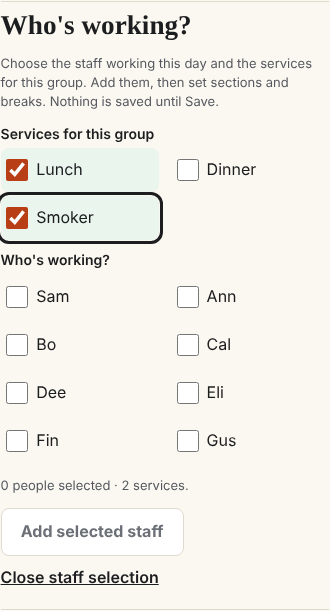 Who's working?
Choose the staff working this day and the services
for this group. Add them, then set sections and
breaks. Nothing is saved until Save.
Services for this group
Lunch
Dinner
Smoker
Who's working?
Sam
Ann
Bo
Cal
Dee
Eli
Fin
Gus
0 people selected · 2 services.
Add selected staff
Close staff selection